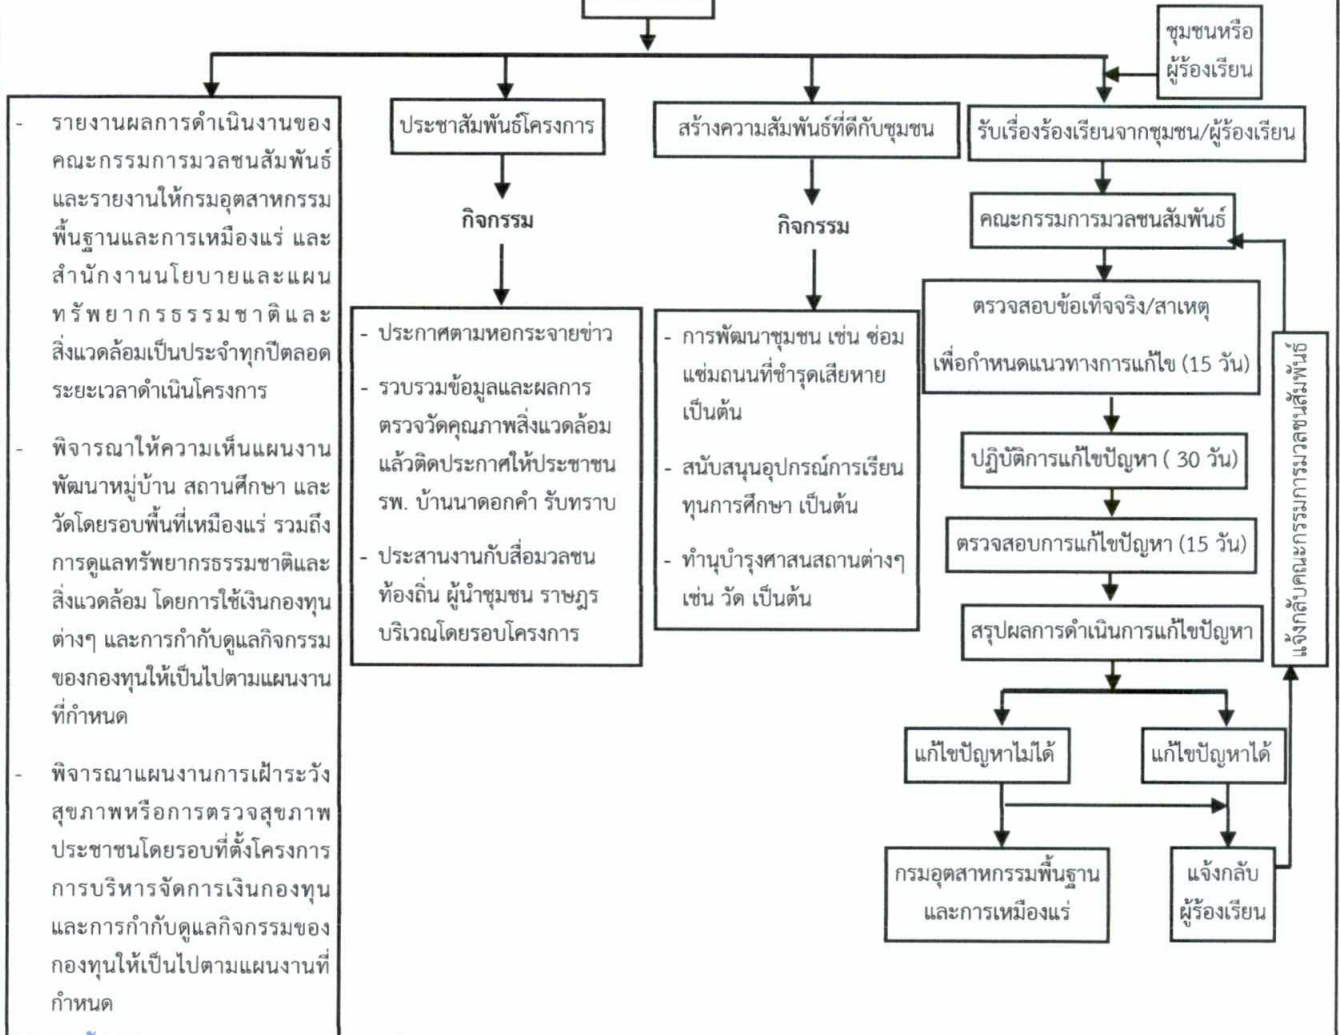 ชุมชนหรือ
ผู้ร้องเรียน
- รายงานผลการดำเนินงานของ
คณะกรรมการมวลชนสัมพันธ์
และรายงานให้กรมอุตสาหกรรม
พื้นฐานและการเหมืองแร่ และ
สำนักงานนโยบายและแผน
ทรัพยากรธรรมชาติและ
สิ่งแวดล้อมเป็นประจำทุกปีตลอด
ระยะเวลาดำเนินโครงการ
- พิจารณาให้ความเห็นแผนงาน
พัฒนาหมู่บ้าน สถานศึกษา และ
วัดโดยรอบพื้นที่เหมืองแร่ รวมถึง
การดูแลทรัพยากรธรรมชาติและ
สิ่งแวดล้อม โดยการใช้เงินกองทุน
ต่างๆ และการกำกับดูแลกิจกรรม
ของกองทุนให้เป็นไปตามแผนงาน
ที่กำหนด
- พิจารณาแผนงานการเฝ้าระวัง
สุขภาพหรือการตรวจสุขภาพ
ประชาชนโดยรอบที่ตั้งโครงการ
การบริหารจัดการเงินกองทุน
และการกำกับดูแลกิจกรรมของ
กองทุนให้เป็นไปตามแผนงานที่
กำหนด
ประชาสัมพันธ์โครงการ
กิจกรรม
- ประกาศตามหอกระจายข่าว
- รวบรวมข้อมูลและผลการ
ตรวจวัดคุณภาพสิ่งแวดล้อม
แล้วติดประกาศให้ประชาชน
รพ. บ้านนาดอกคำ รับทราบ
- ประสานงานกับสื่อมวลชน
ท้องถิ่น ผู้นำชุมชน ราษฎร
บริเวณโดยรอบโครงการ
สร้างความสัมพันธ์ที่ดีกับชุมชน
กิจกรรม
- การพัฒนาชุมชน เช่น ซ่อม
แซ่มถนนที่ชำรุดเสียหาย
เป็นต้น
- สนับสนุนอุปกรณ์การเรียน
ทุนการศึกษา เป็นต้น
- ทำนุบำรุงศาสนสถานต่างๆ
เช่น วัด เป็นต้น
รับเรื่องร้องเรียนจากชุมชน/ผู้ร้องเรียน
คณะกรรมการมวลชนสัมพันธ์
ตรวจสอบข้อเท็จจริง/สาเหตุ
เพื่อกำหนดแนวทางการแก้ไข (15 วัน)
ปฏิบัติการแก้ไขปัญหา ( 30 วัน)
ตรวจสอบการแก้ไขปัญหา (15 วัน)
สรุปผลการดำเนินการแก้ไขปัญหา
แก้ไขปัญหาไม่ได้
แก้ไขปัญหาได้
กรมอุตสาหกรรมพื้นฐาน
และการเหมืองแร่
แจ้งกลับ
ผู้ร้องเรียน
แจ้งกลับคณะกรรมการมวลชนสัมพันธ์